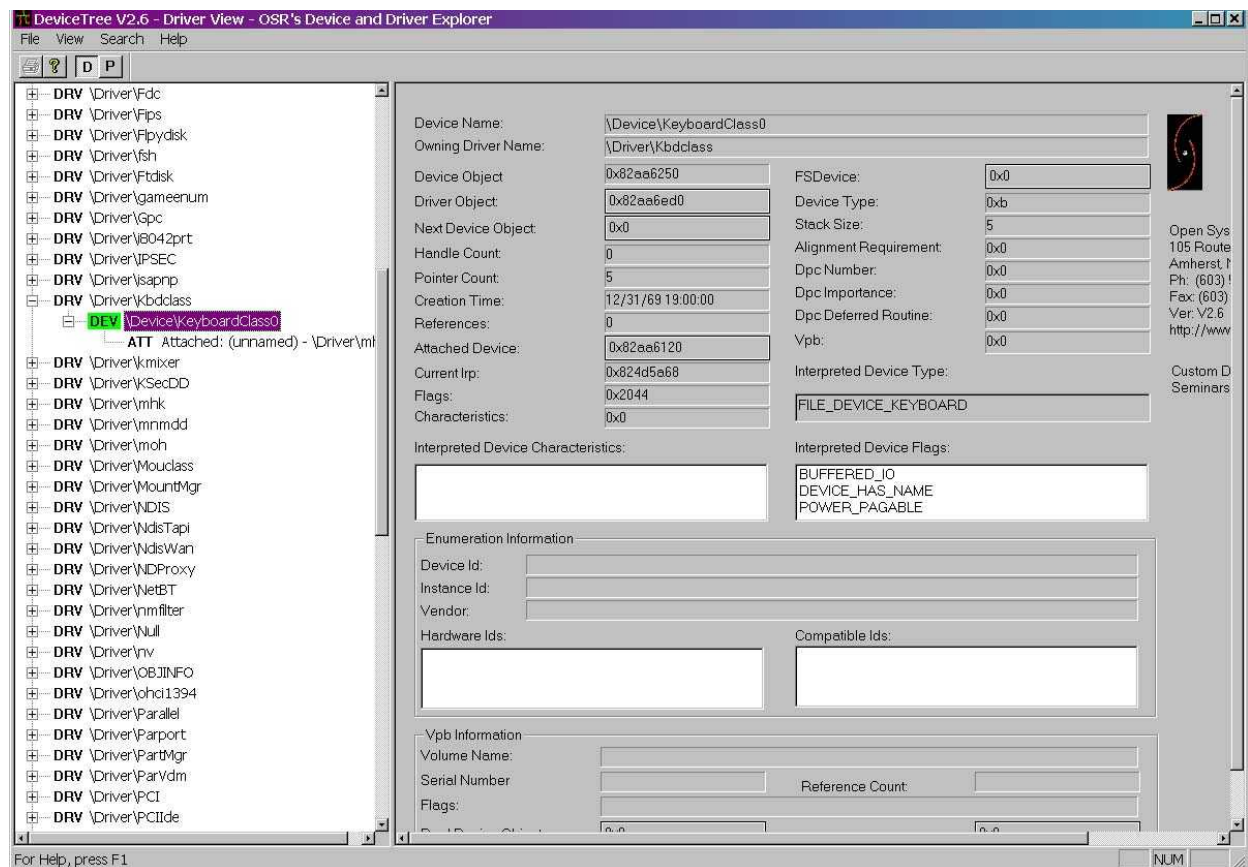 DeviceTree V2.6 - Driver View - OSR's Device and Driver Explorer
File View Search Help
D P
DRV \Driver\Fdc
DRV \Driver\Fips
DRV \Driver\Flpydisk
DRV \Driver\fsh
DRV \Driver\Ftdisk
DRV \Driver\gameenum
DRV \Driver\Gpc
DRV \Driver\i8042prt
DRV \Driver\IPSEC
DRV \Driver\isapnp
DRV \Driver\Kbdclass
DEV \Device\KeyboardClass0
ATT Attached: (unnamed) - \Driver\mh
DRV \Driver\kmixer
DRV \Driver\KSecDD
DRV \Driver\mhk
DRV \Driver\mnmdd
DRV \Driver\moh
DRV \Driver\Mouclass
DRV \Driver\MountMgr
DRV \Driver\NDIS
DRV \Driver\NdisTapi
DRV \Driver\NdisWan
DRV \Driver\NDProxy
DRV \Driver\NetBT
DRV \Driver\nmfilter
DRV \Driver\Null
DRV \Driver\nv
DRV \Driver\OBJINFO
DRV \Driver\ohci1394
DRV \Driver\Parallel
DRV \Driver\Parport
DRV \Driver\PartMgr
DRV \Driver\ParVdm
DRV \Driver\PCI
DRV \Driver\PCIIde
Device Name: \Device\KeyboardClass0
Owning Driver Name: \Driver\Kbdclass
Device Object 0x82aa6250
Driver Object: 0x82aa6ed0
Next Device Object: 0x0
Handle Count: 0
Pointer Count: 5
Creation Time: 12/31/69 19:00:00
References: 0
Attached Device: 0x82aa6120
Current Irp: 0x824d5a68
Flags: 0x2044
Characteristics: 0x0
FSDevice: 0x0
Device Type: 0xb
Stack Size: 5
Alignment Requirement: 0x0
Dpc Number: 0x0
Dpc Importance: 0x0
Dpc Deferred Routine: 0x0
Vpb: 0x0
Interpreted Device Type:
FILE_DEVICE_KEYBOARD
Interpreted Device Characteristics:
Interpreted Device Flags:
BUFFERED_IO
DEVICE_HAS_NAME
POWER_PAGABLE
Enumeration Information
Device Id:
Instance Id:
Vendor:
Hardware Ids:
Compatible Ids:
Vpb Information
Volume Name:
Serial Number
Reference Count:
Flags:
Open Sys
105 Route
Amherst,
Ph: (603)
Fax: (603)
Ver: V2.6
http://www
Custom D
Seminars
For Help, press F1
NUM